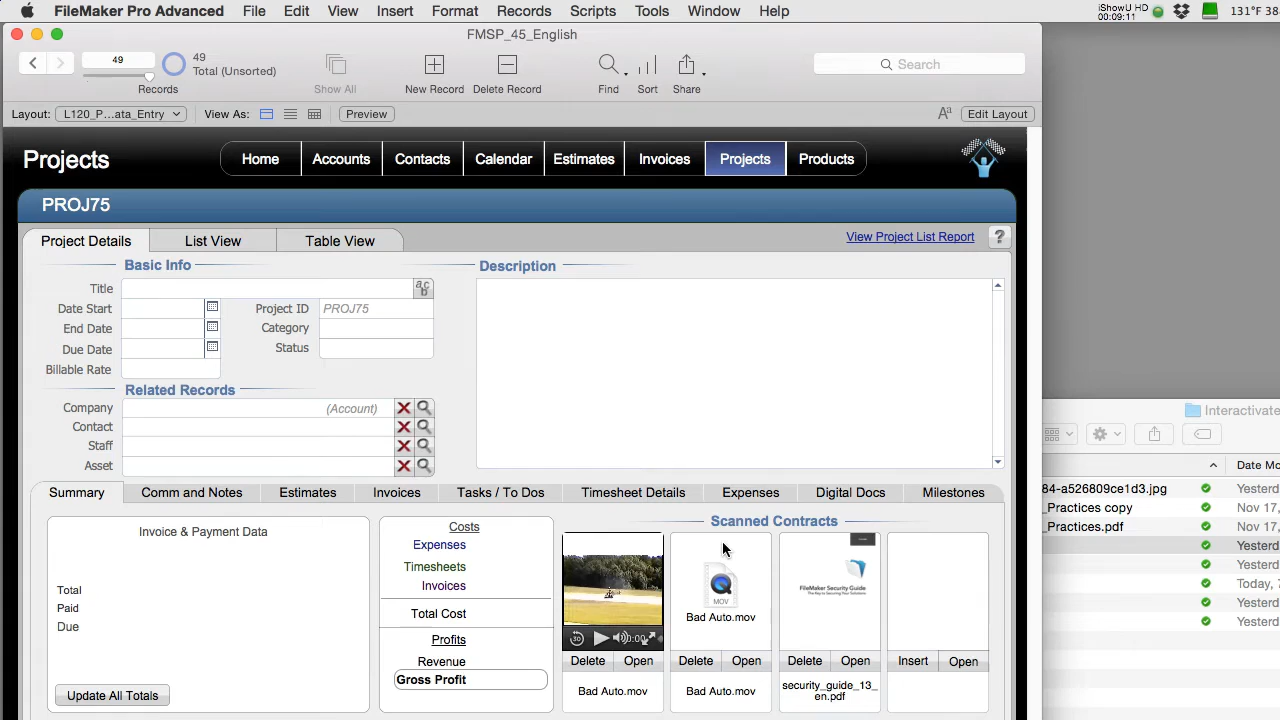 FileMaker Pro Advanced File Edit View Insert Format Records Scripts Tools Window Help iShowU HD 00:09:11 131°F 38
FMSP_45_English
49 49 Total (Unsorted) Records
Show All New Record Delete Record Find Sort Share Search
Layout: L120_P...ata_Entry View As: Preview Aa Edit Layout
Projects Home Accounts Contacts Calendar Estimates Invoices Projects Products
PROJ75
Project Details List View Table View View Project List Report ?
Basic Info Description
Title
Date Start Project ID PROJ75
End Date Category
Due Date Status
Billable Rate
Related Records
Company (Account)
Contact
Staff
Asset
Interactivate
Date Mo
84-a526809ce1d3.jpg Yesterd
_Practices copy Nov 17,
_Practices.pdf Nov 17,
Yesterd
Yesterd
Today, 7
Yesterd
Yesterd
Summary Comm and Notes Estimates Invoices Tasks / To Dos Timesheet Details Expenses Digital Docs Milestones
Invoice & Payment Data
Total
Paid
Due
Update All Totals
Costs
Expenses
Timesheets
Invoices
Total Cost
Profits
Revenue
Gross Profit
Scanned Contracts
30 0:00
Delete Open
Bad Auto.mov
MOV
Bad Auto.mov
Delete Open
Bad Auto.mov
FileMaker Security Guide
Delete Open
security_guide_13_
en.pdf
Insert Open